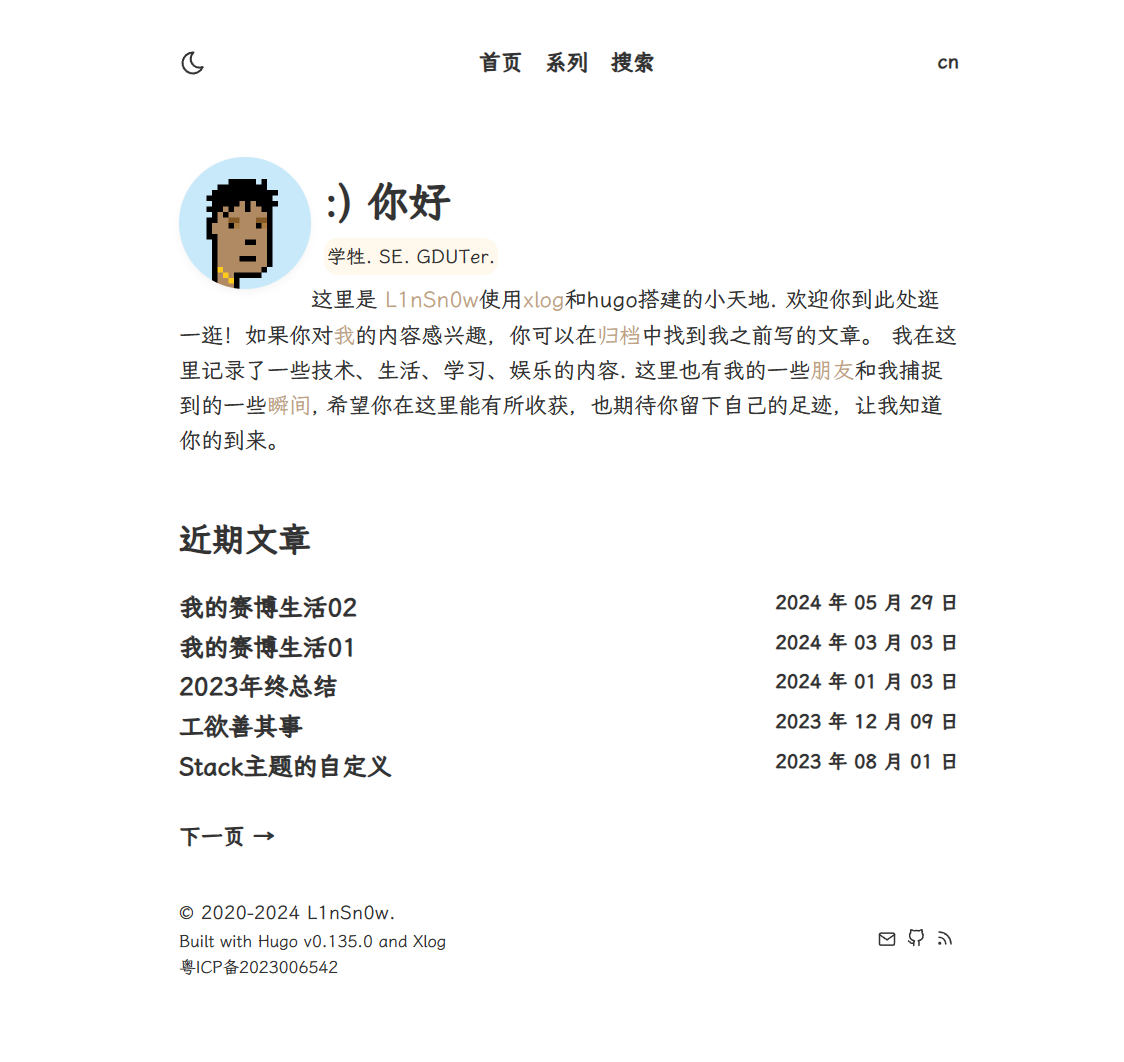 首页 系列 搜索 cn
:) 你好
学牲. SE. GDUTer.
这里是 L1nSn0w使用xlog和hugo搭建的小天地. 欢迎你到此处逛
一逛！如果你对我的内容感兴趣，你可以在归档中找到我之前写的文章。 我在这
里记录了一些技术、生活、学习、娱乐的内容. 这里也有我的一些朋友和我捕捉
到的一些瞬间, 希望你在这里能有所收获，也期待你留下自己的足迹，让我知道
你的到来。
近期文章
我的赛博生活02 2024 年 05 月 29 日
我的赛博生活01 2024 年 03 月 03 日
2023年终总结 2024 年 01 月 03 日
工欲善其事 2023 年 12 月 09 日
Stack主题的自定义 2023 年 08 月 01 日
下一页 →
© 2020-2024 L1nSn0w.
Built with Hugo v0.135.0 and Xlog
粤ICP备2023006542